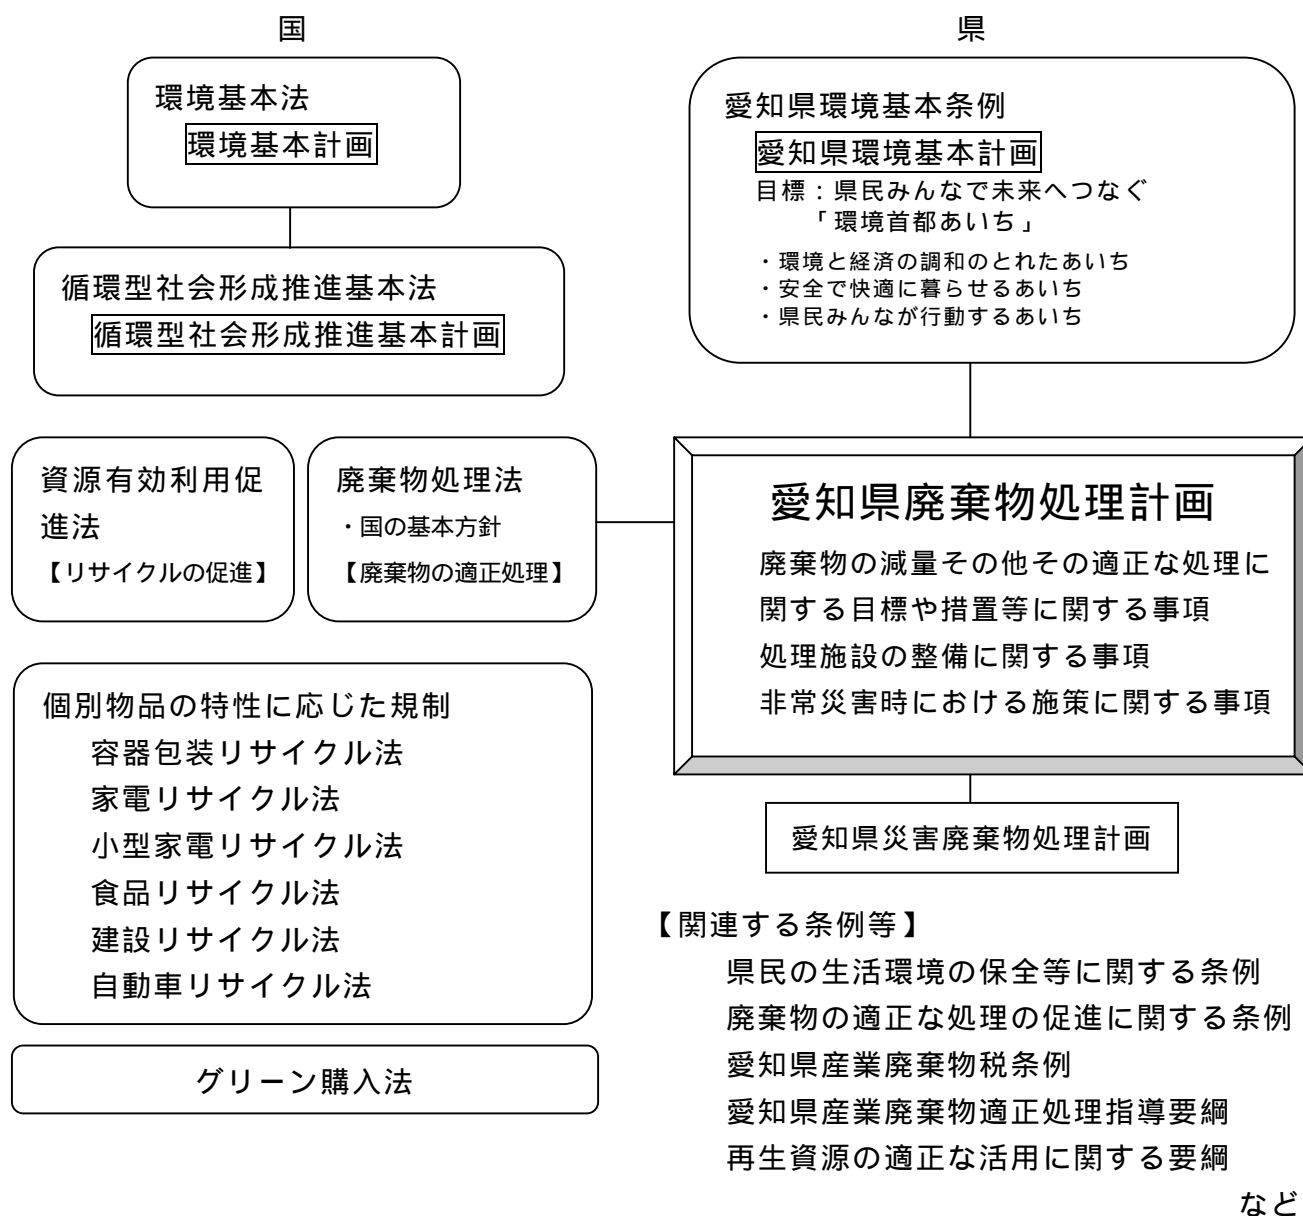 国
環境基本法
環境基本計画
循環型社会形成推進基本法
循環型社会形成推進基本計画
資源有効利用促
進法
【リサイクルの促進】
廃棄物処理法
・国の基本方針
【廃棄物の適正処理】
個別物品の特性に応じた規制
容器包装リサイクル法
家電リサイクル法
小型家電リサイクル法
食品リサイクル法
建設リサイクル法
自動車リサイクル法
グリーン購入法
県
愛知県環境基本条例
愛知県環境基本計画
目標：県民みんなで未来へつなぐ
「環境首都あいち」
・環境と経済の調和のとれたあいち
・安全で快適に暮らせるあいち
・県民みんなが行動するあいち
愛知県廃棄物処理計画
廃棄物の減量その他その適正な処理に
関する目標や措置等に関する事項
処理施設の整備に関する事項
非常災害時における施策に関する事項
愛知県災害廃棄物処理計画
【関連する条例等】
県民の生活環境の保全等に関する条例
廃棄物の適正な処理の促進に関する条例
愛知県産業廃棄物税条例
愛知県産業廃棄物適正処理指導要綱
再生資源の適正な活用に関する要綱
など